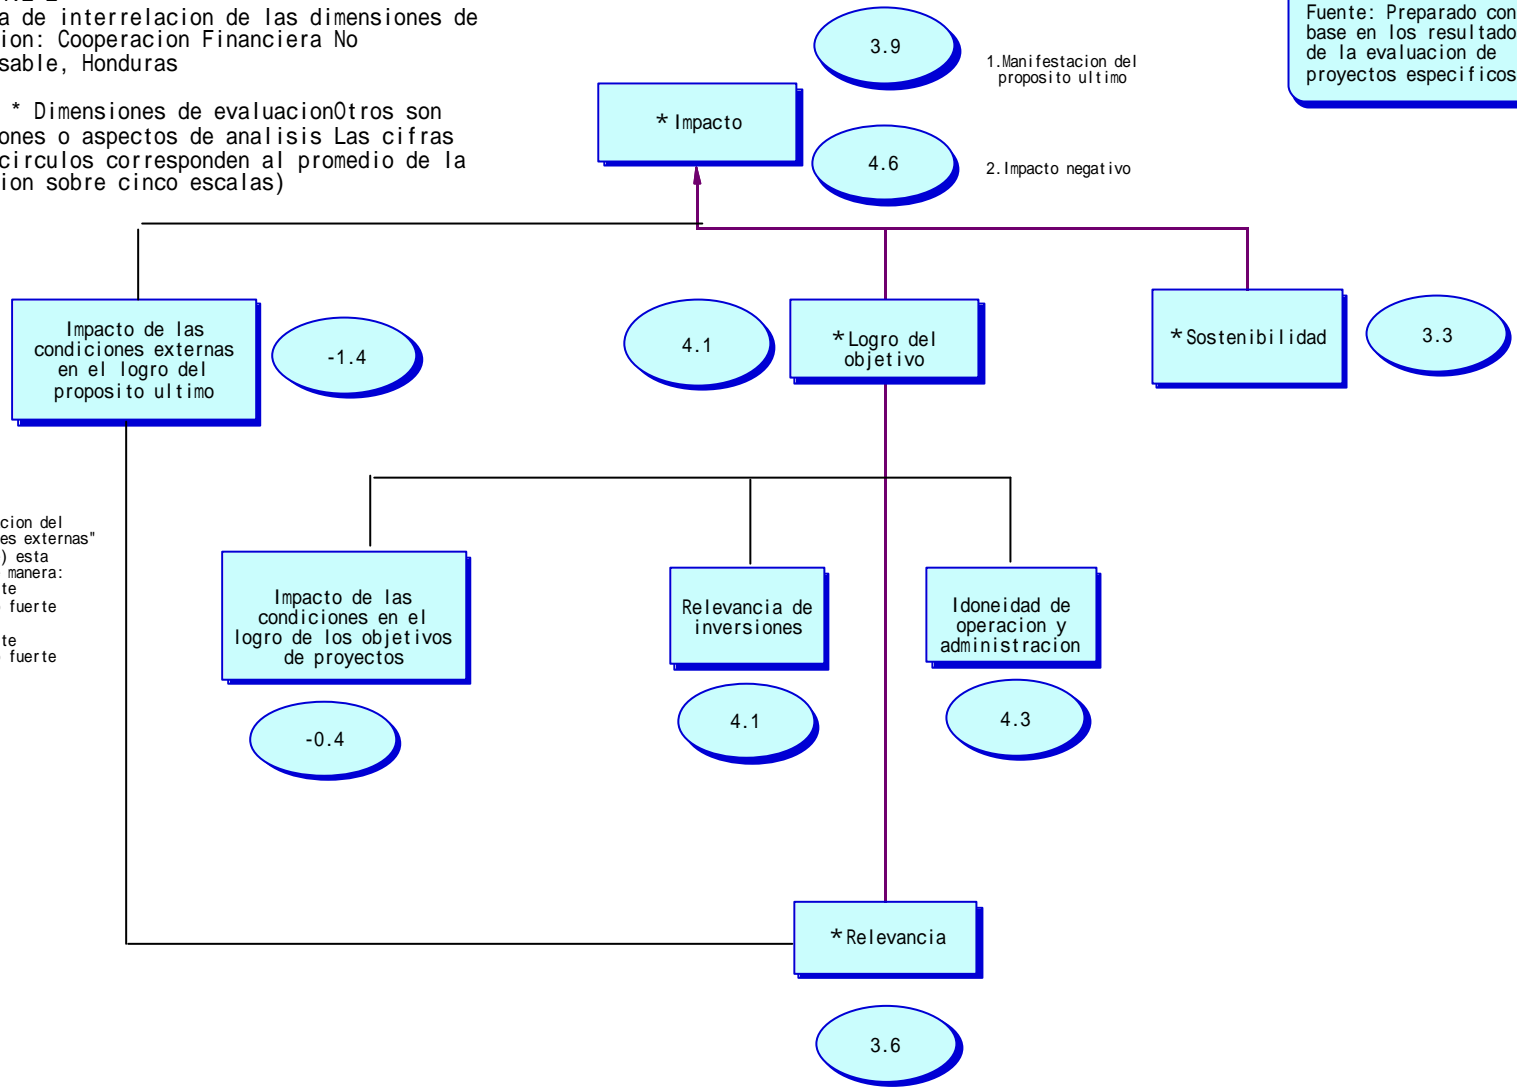 a de interrelacion de las dimensiones de
ion: Cooperacion Financiera No
sable, Honduras
* Dimensiones de evaluacionOtros son
ones o aspectos de analisis Las cifras
circulos corresponden al promedio de la
ion sobre cinco escalas)
Fuente: Preparado con
base en los resultado
de la evaluacion de
proyectos especificos
3.9
1.Manifestacion del
proposito ultimo
* Impacto
4.6
2.Impacto negativo
Impacto de las
condiciones externas
en el logro del
proposito ultimo
-1.4
4.1
* Logro del
objetivo
* Sostenibilidad
3.3
cion del
es externas"
) esta
manera:
te
fuerte
te
fuerte
Impacto de las
condiciones en el
logro de los objetivos
de proyectos
-0.4
Relevancia de
inversiones
4.1
Idoneidad de
operacion y
administracion
4.3
* Relevancia
3.6